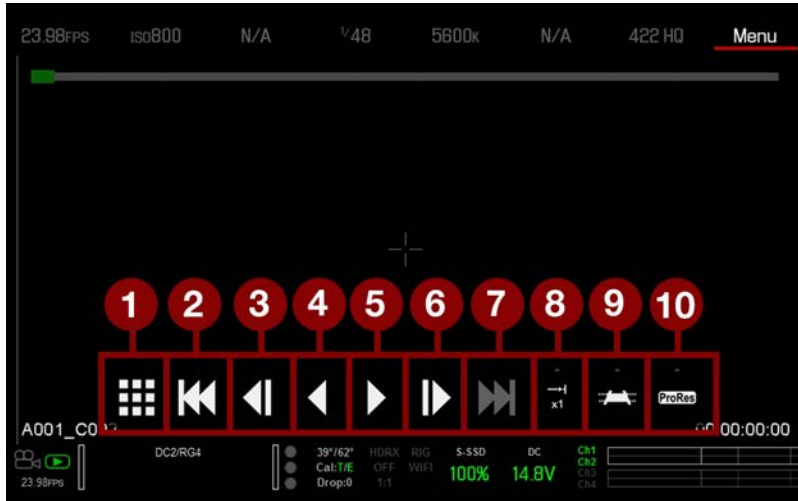 23.98FPS ISO800 N/A 1/48 5600K N/A 422 HQ Menu
1 2 3 4 5 6 7 8 9 10
x1 ProRes
A001_C00 00:00:00
DC2/RG4 39°/62° HDRX RIG S-SSD DC Ch1
Cal:T/E OFF WIFI 100% 14.8V Ch2
23.98FPS Drop:0 1:1 Ch3
Ch4